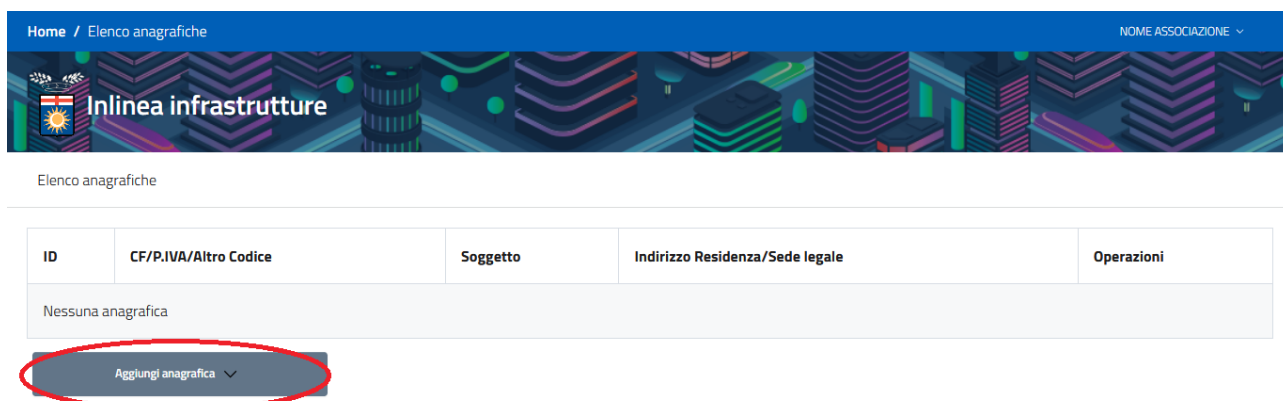 Home / Elenco anagrafiche NOME ASSOCIAZIONE
Inlinea infrastrutture
Elenco anagrafiche
ID CF/P.IVA/Altro Codice Soggetto Indirizzo Residenza/Sede legale Operazioni
Nessuna anagrafica
Aggiungi anagrafica